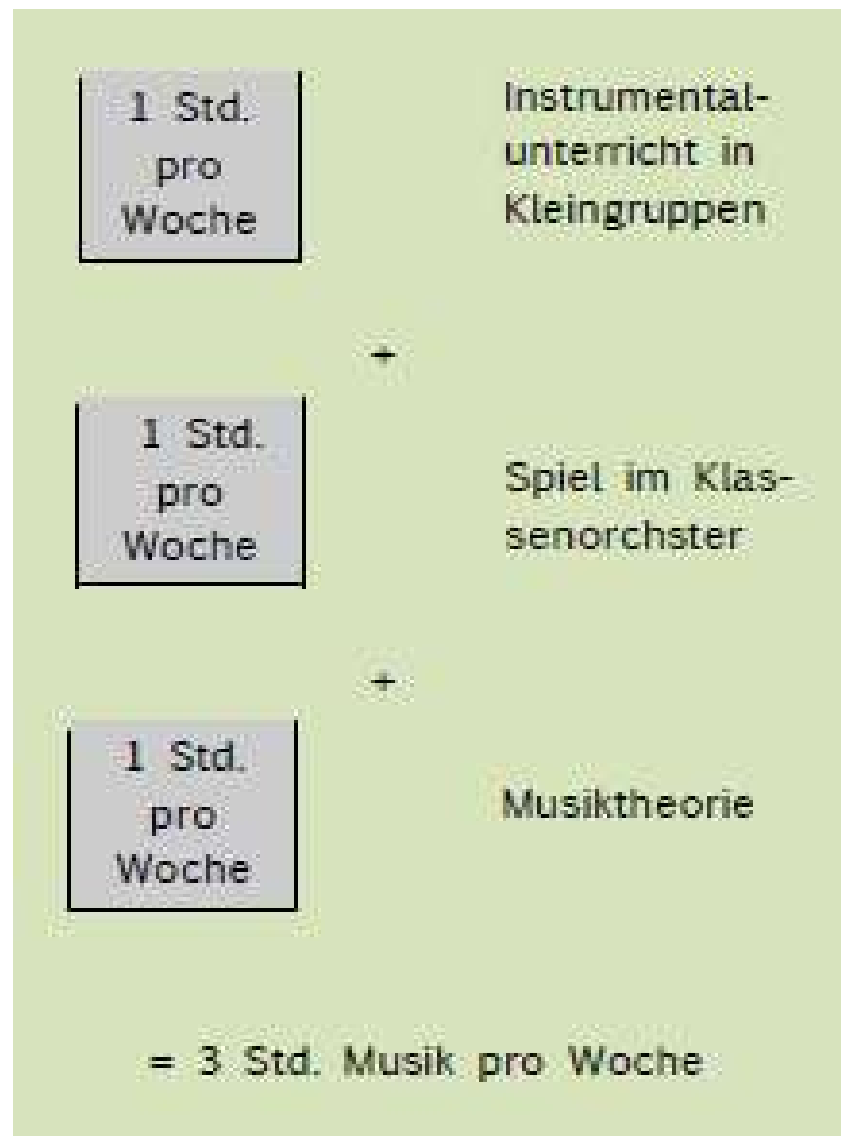 1 Std.
pro
Woche
Instrumental-
unterricht in
Kleingruppen
+
1 Std.
pro
Woche
Spiel im Klas-
senorchster
+
1 Std.
pro
Woche
Musiktheorie
= 3 Std. Musik pro Woche